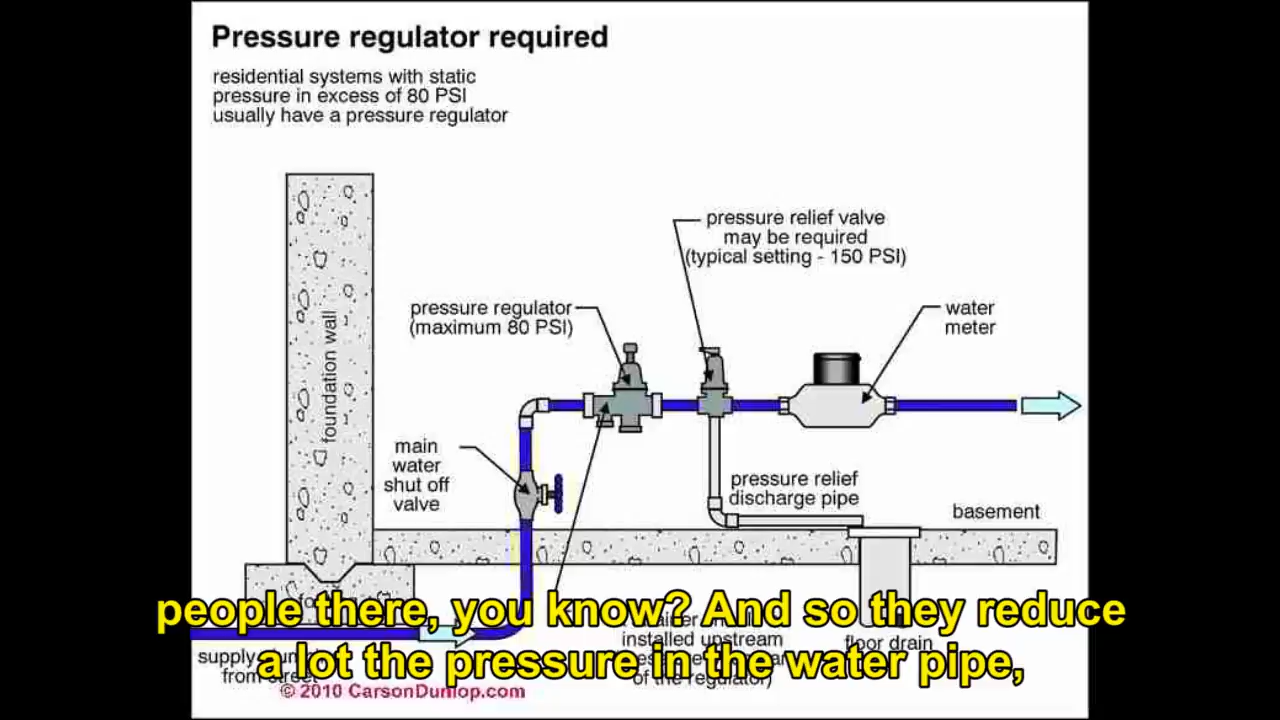 Pressure regulator required
residential systems with static
pressure in excess of 80 PSI
usually have a pressure regulator
pressure relief valve
may be required
(typical setting - 150 PSI)
pressure regulator
(maximum 80 PSI)
water
meter
foundation wall
main
water
shut off
valve
pressure relief
discharge pipe
basement
people there, you know? And so they reduce
a lot the pressure in the water pipe,
installed upstream
floor drain
supply
from street
of the regulator)
© 2010 CarsonDunlop.com